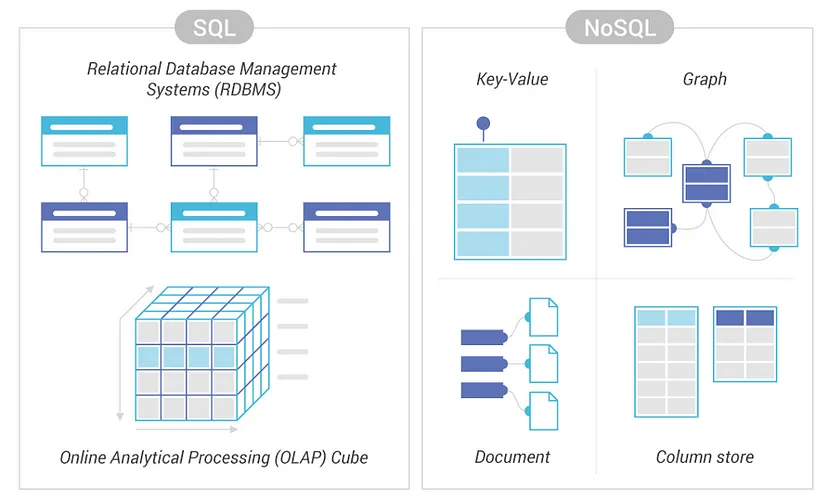 SQL
Relational Database Management
Systems (RDBMS)
Online Analytical Processing (OLAP) Cube
NoSQL
Key-Value
Graph
Document
Column store